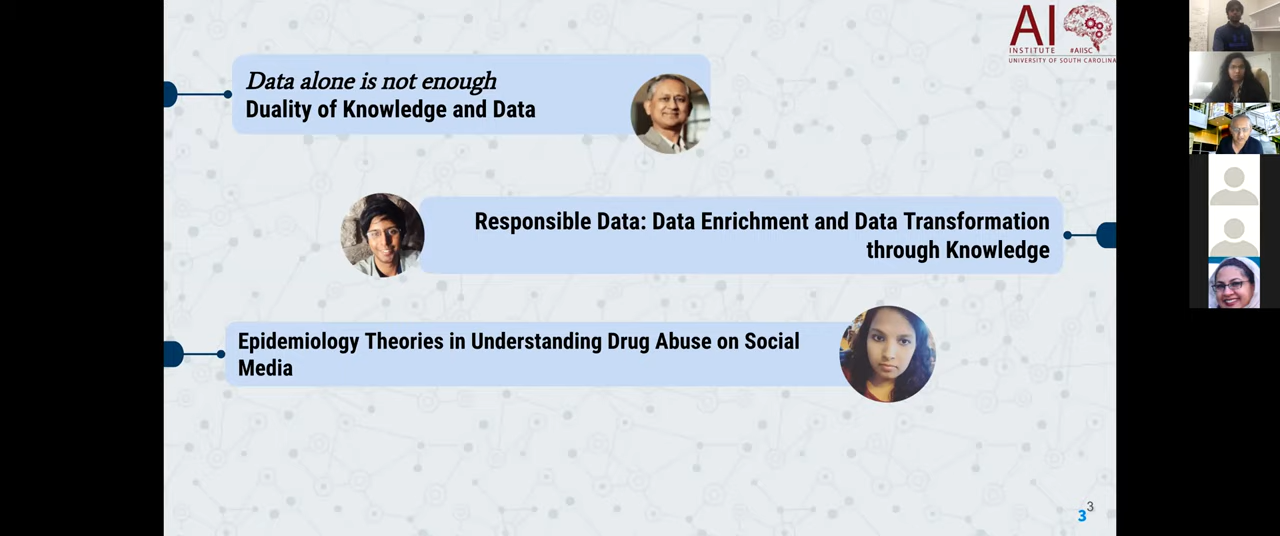 AI
INSTITUTE #AIISC
UNIVERSITY OF SOUTH CAROLINA
Data alone is not enough
Duality of Knowledge and Data
Responsible Data: Data Enrichment and Data Transformation
through Knowledge
Epidemiology Theories in Understanding Drug Abuse on Social
Media
3
3